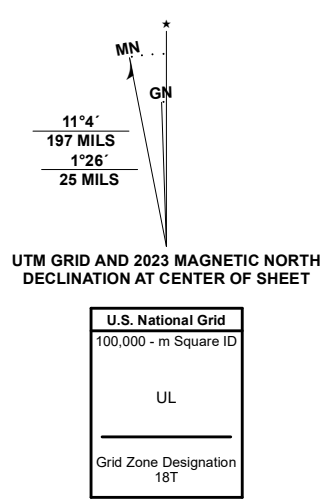 ★
MN
GN
11°4´
197 MILS
1°26´
25 MILS
UTM GRID AND 2023 MAGNETIC NORTH
DECLINATION AT CENTER OF SHEET
U.S. National Grid
100,000 - m Square ID
UL
Grid Zone Designation
18T